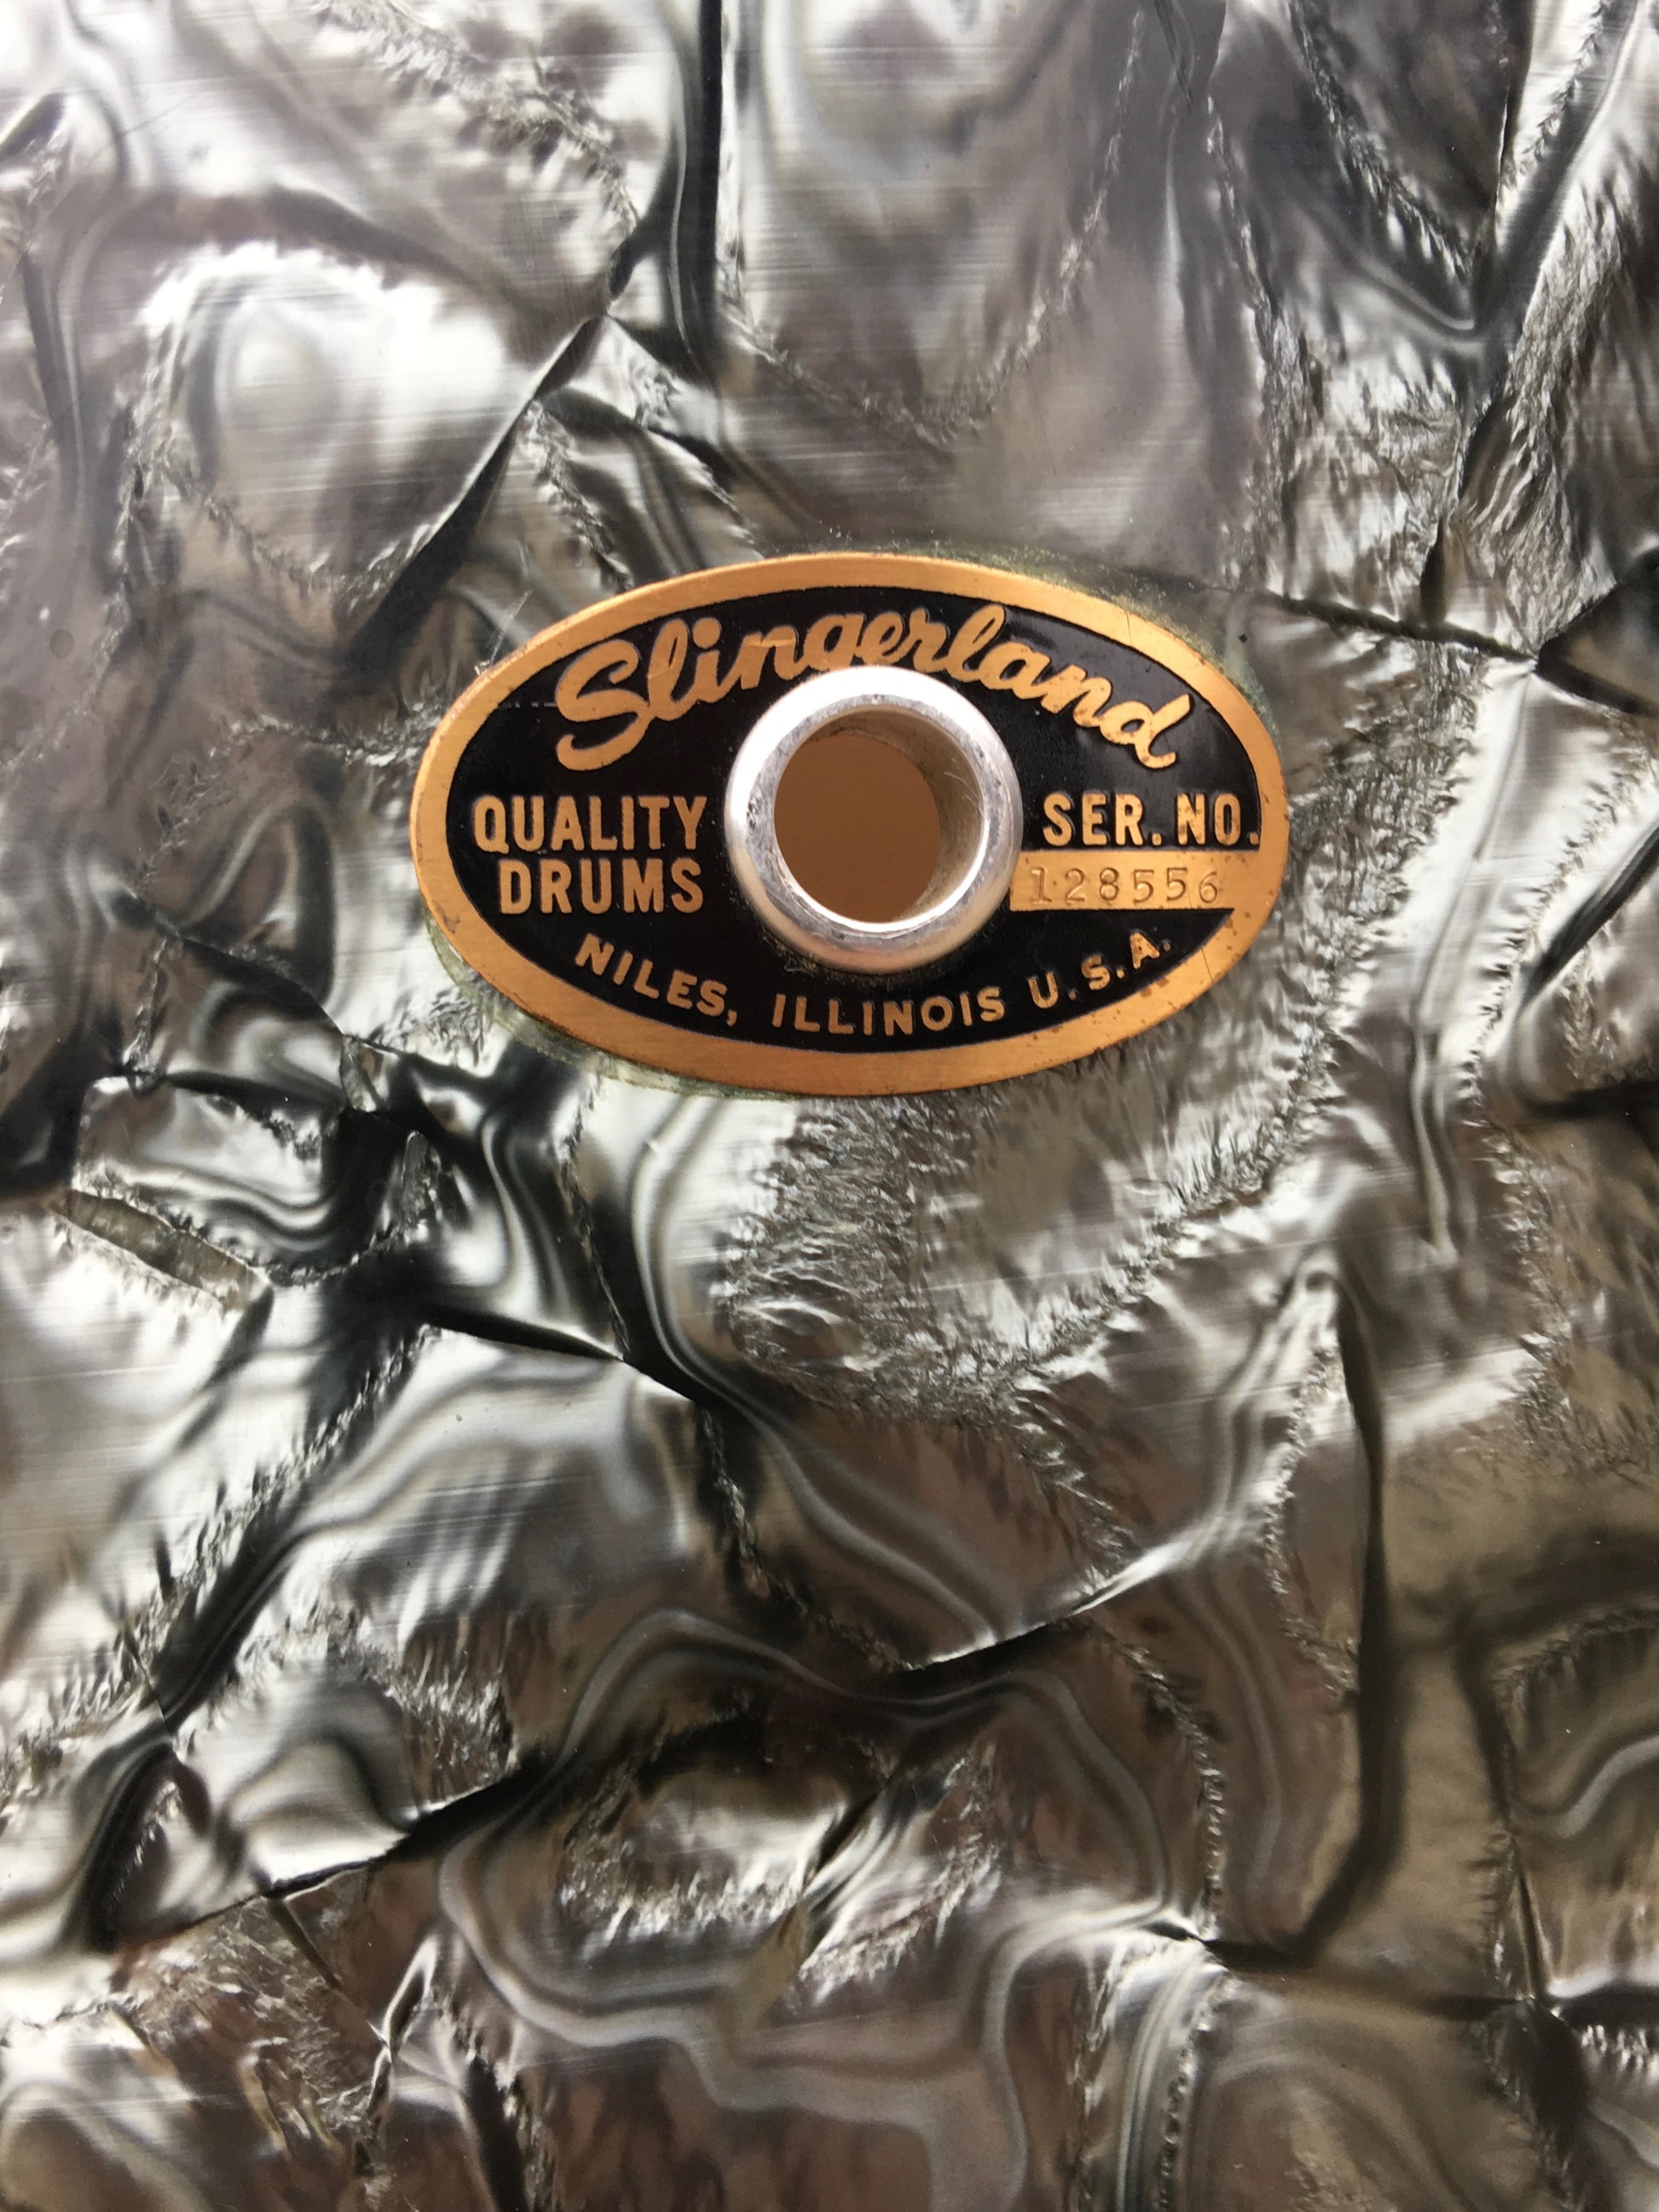 Slingerland
QUALITY DRUMS
SER. NO.
128556
NILES, ILLINOIS U.S.A.